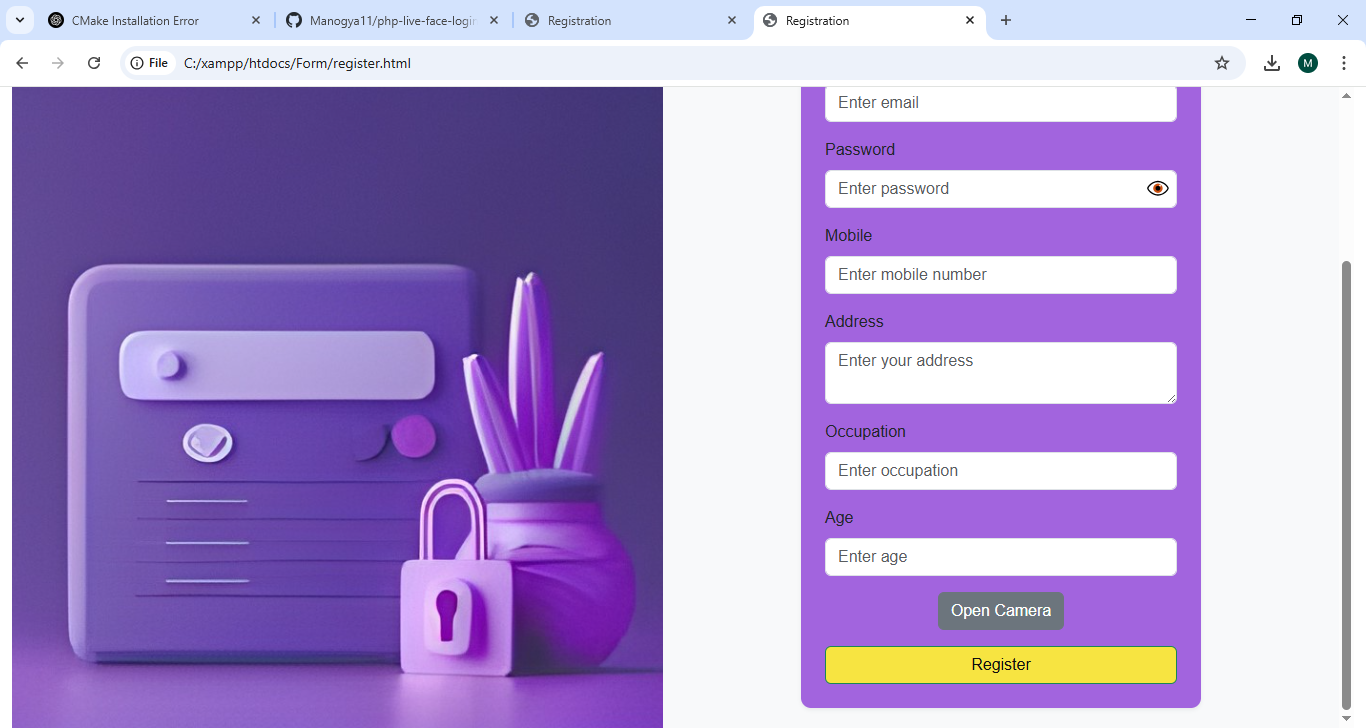 CMake Installation Error
Manogya11/php-live-face-login
Registration
Registration
File
C:/xampp/htdocs/Form/register.html
M
Enter email
Password
Enter password
Mobile
Enter mobile number
Address
Enter your address
Occupation
Enter occupation
Age
Enter age
Open Camera
Register